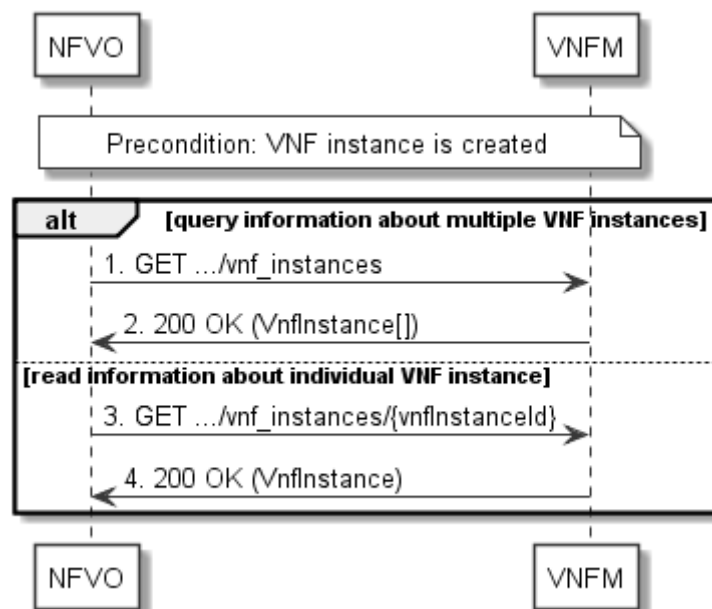 NFVO VNFM
Precondition: VNF instance is created
alt [query information about multiple VNF instances]
1. GET .../vnf_instances
2. 200 OK (VnfInstance[])
[read information about individual VNF instance]
3. GET .../vnf_instances/{vnfInstanceId}
4. 200 OK (VnfInstance)
NFVO VNFM